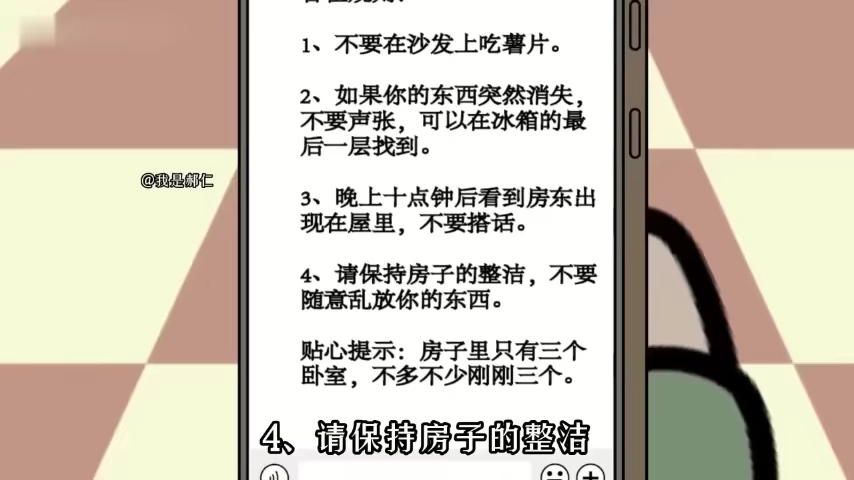 1、不要在沙发上吃薯片。
2、如果你的东西突然消失，
不要声张，可以在冰箱的最
后一层找到。
@我是郝仁
3、晚上十点钟后看到房东出
现在屋里，不要搭话。
4、请保持房子的整洁，不要
随意乱放你的东西。
贴心提示：房子里只有三个
卧室，不多不少刚刚三个。
4、请保持房子的整洁